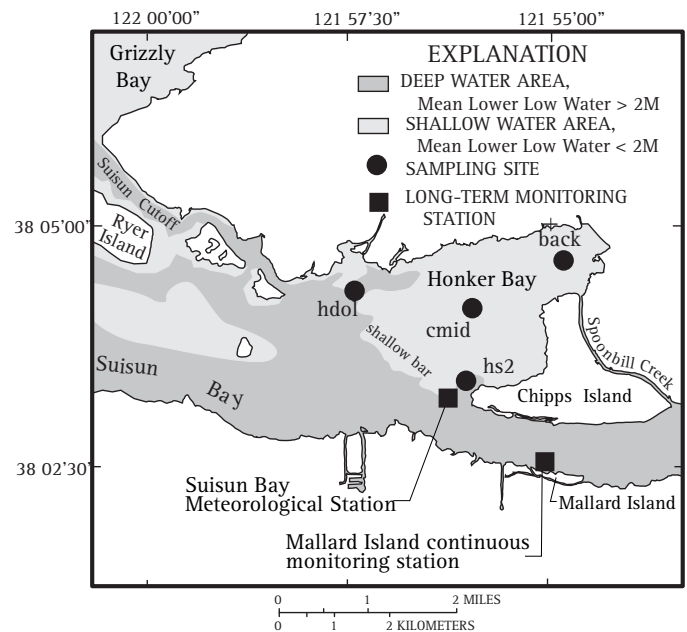 122 00'00" 121 57'30" 121 55'00"
Grizzly
Bay
EXPLANATION
DEEP WATER AREA,
Mean Lower Low Water > 2M
SHALLOW WATER AREA,
Mean Lower Low Water < 2M
SAMPLING SITE
LONG-TERM MONITORING
STATION
Suisun Cutoff
Ryer
Island
38 05'00"
back
Honker Bay
hdol
cmid
shallow bar
hs2
Spoonbill Creek
Suisun
Bay
Chipps Island
38 02'30"
Suisun Bay
Meteorological Station
Mallard Island
Mallard Island continuous
monitoring station
0 1 2 MILES
0 1 2 KILOMETERS